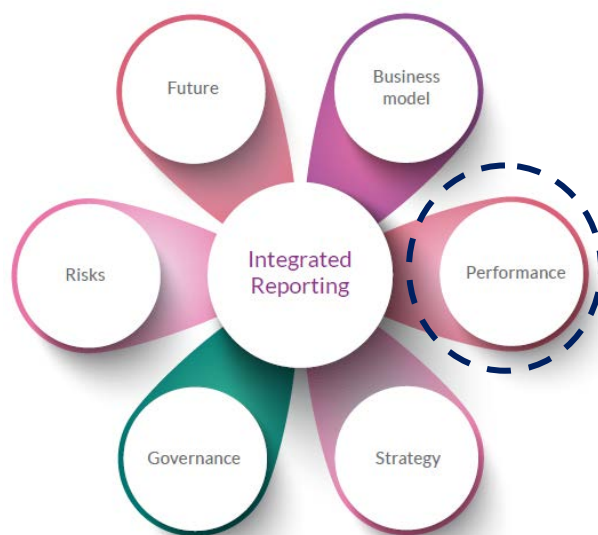 Future
Business
model
Integrated
Reporting
Risks
Performance
Governance
Strategy